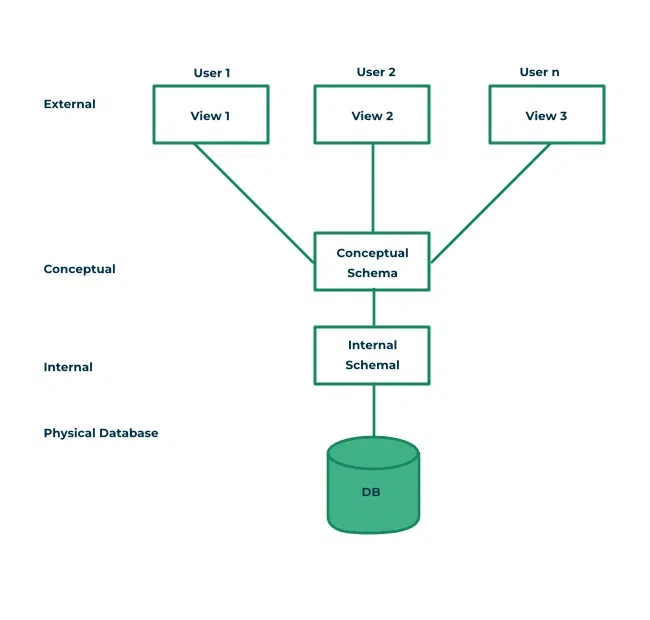 User 1
User 2
User n
External
View 1
View 2
View 3
Conceptual
Schema
Conceptual
Internal
Schemal
Internal
Physical Database
DB